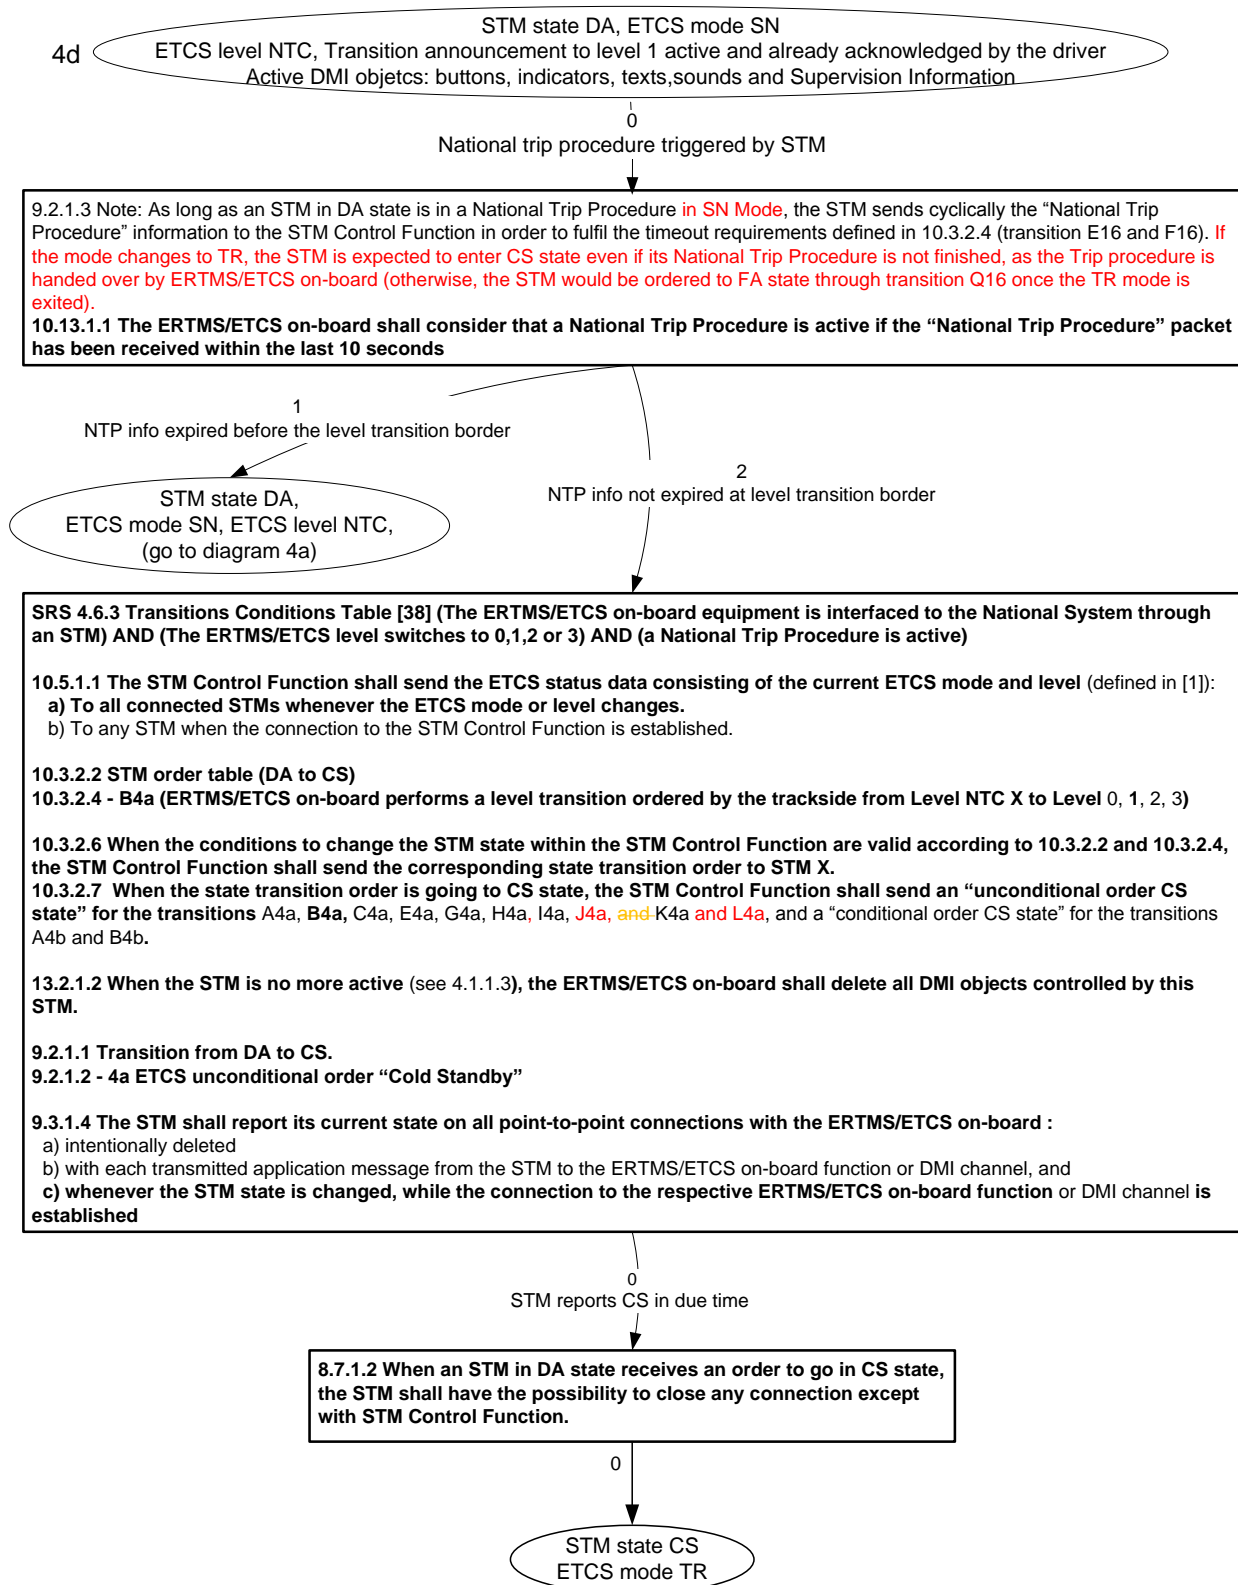 4d
STM state DA, ETCS mode SN
ETCS level NTC, Transition announcement to level 1 active and already acknowledged by the driver
Active DMI objetcs: buttons, indicators, texts,sounds and Supervision Information
0
National trip procedure triggered by STM
9.2.1.3 Note: As long as an STM in DA state is in a National Trip Procedure in SN Mode, the STM sends cyclically the “National Trip
Procedure” information to the STM Control Function in order to fulfil the timeout requirements defined in 10.3.2.4 (transition E16 and F16). If
the mode changes to TR, the STM is expected to enter CS state even if its National Trip Procedure is not finished, as the Trip procedure is
handed over by ERTMS/ETCS on-board (otherwise, the STM would be ordered to FA state through transition Q16 once the TR mode is
exited).
10.13.1.1 The ERTMS/ETCS on-board shall consider that a National Trip Procedure is active if the “National Trip Procedure” packet
has been received within the last 10 seconds
1
NTP info expired before the level transition border
2
NTP info not expired at level transition border
STM state DA,
ETCS mode SN, ETCS level NTC,
(go to diagram 4a)
SRS 4.6.3 Transitions Conditions Table [38] (The ERTMS/ETCS on-board equipment is interfaced to the National System through
an STM) AND (The ERTMS/ETCS level switches to 0,1,2 or 3) AND (a National Trip Procedure is active)
10.5.1.1 The STM Control Function shall send the ETCS status data consisting of the current ETCS mode and level (defined in [1]):
a) To all connected STMs whenever the ETCS mode or level changes.
b) To any STM when the connection to the STM Control Function is established.
10.3.2.2 STM order table (DA to CS)
10.3.2.4 - B4a (ERTMS/ETCS on-board performs a level transition ordered by the trackside from Level NTC X to Level 0, 1, 2, 3)
10.3.2.6 When the conditions to change the STM state within the STM Control Function are valid according to 10.3.2.2 and 10.3.2.4,
the STM Control Function shall send the corresponding state transition order to STM X.
10.3.2.7 When the state transition order is going to CS state, the STM Control Function shall send an “unconditional order CS
state” for the transitions A4a, B4a, C4a, E4a, G4a, H4a, I4a, J4a, and K4a and L4a, and a “conditional order CS state” for the transitions
A4b and B4b.
13.2.1.2 When the STM is no more active (see 4.1.1.3), the ERTMS/ETCS on-board shall delete all DMI objects controlled by this
STM.
9.2.1.1 Transition from DA to CS.
9.2.1.2 - 4a ETCS unconditional order “Cold Standby”
9.3.1.4 The STM shall report its current state on all point-to-point connections with the ERTMS/ETCS on-board :
a) intentionally deleted
b) with each transmitted application message from the STM to the ERTMS/ETCS on-board function or DMI channel, and
c) whenever the STM state is changed, while the connection to the respective ERTMS/ETCS on-board function or DMI channel is
established
0
STM reports CS in due time
8.7.1.2 When an STM in DA state receives an order to go in CS state,
the STM shall have the possibility to close any connection except
with STM Control Function.
0
STM state CS
ETCS mode TR